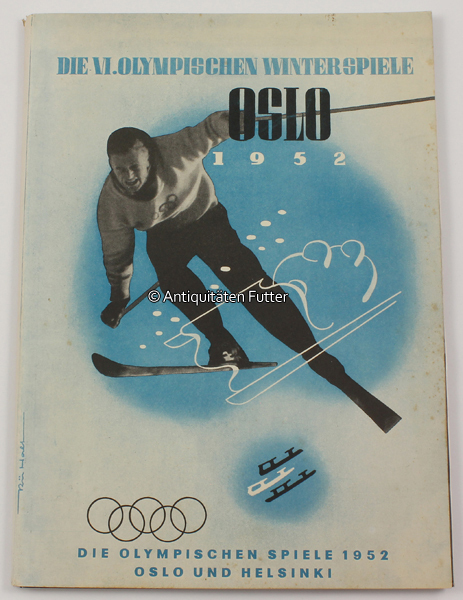 DIE VI. OLYMPISCHEN WINTERSPIELE
OSLO
1952
© Antiquitäten Futter
DIE OLYMPISCHEN SPIELE 1952
OSLO UND HELSINKI